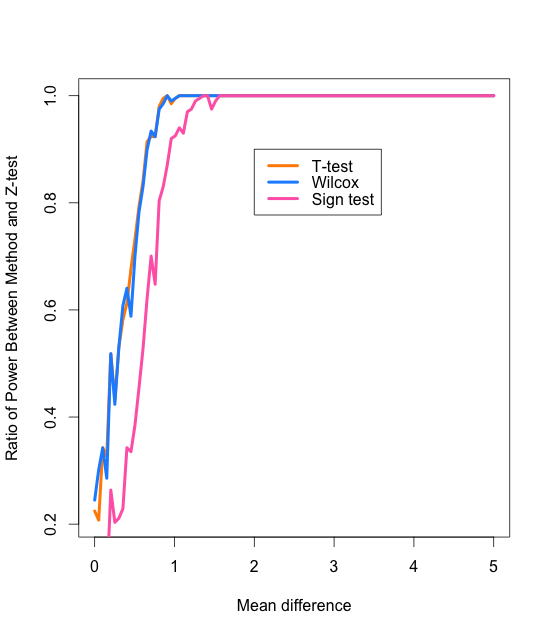 Ratio of Power Between Method and Z-test
1.0
0.8
0.6
0.4
0.2
T-test
Wilcox
Sign test
0 1 2 3 4 5
Mean difference